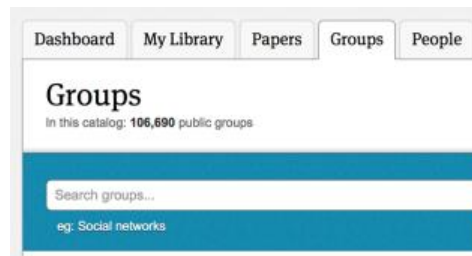 Dashboard My Library Papers Groups People
Groups
In this catalog: 106,690 public groups
Search groups...
eg: Social networks